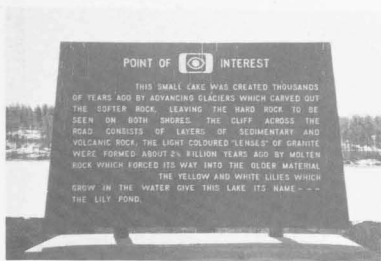 POINT OF INTEREST
THIS SMALL LAKE WAS CREATED THOUSANDS
OF YEARS AGO BY ADVANCING GLACIERS WHICH CARVED OUT
THE SOFTER ROCK, LEAVING THE HARD ROCK TO BE
SEEN ON BOTH SHORES. THE CLIFF ACROSS THE
ROAD CONSISTS OF LAYERS OF SEDIMENTARY AND
VOLCANIC ROCK, THE LIGHT COLOURED "LENSES" OF GRANITE
WERE FORMED ABOUT 2½ BILLION YEARS AGO BY MOLTEN
ROCK WHICH FORCED ITS WAY INTO THE OLDER MATERIAL
THE YELLOW AND WHITE LILIES WHICH
GROW IN THE WATER GIVE THIS LAKE ITS NAME ---
THE LILY POND.